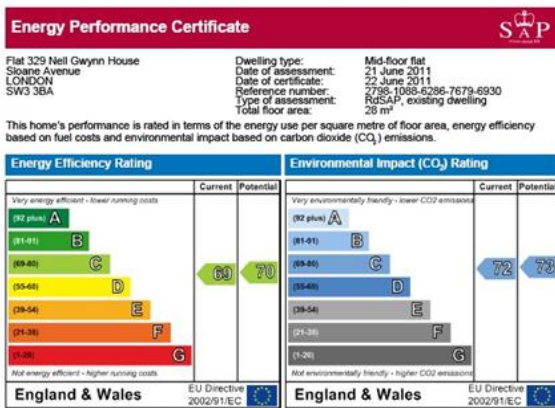 Energy Performance Certificate
SAP
Flat 329 Nell Gwynn House
Sloane Avenue
LONDON
SW3 3BA
Dwelling type: Mid-floor flat
Date of assessment: 21 June 2011
Date of certificate: 22 June 2011
Reference number: 2798-1088-6286-7679-6930
Type of assessment: RdSAP, existing dwelling
Total floor area: 28 m²
This home's performance is rated in terms of the energy use per square metre of floor area, energy efficiency
based on fuel costs and environmental impact based on carbon dioxide (CO₂) emissions.
Energy Efficiency Rating
Current Potential
Very energy efficient - lower running costs
(92 plus) A
(81-91) B
(69-80) C
(55-68) D
(39-54) E
(21-38) F
(1-20) G
69 70
Not energy efficient - higher running costs
England & Wales
EU Directive
2002/91/EC
Environmental Impact (CO₂) Rating
Current Potential
Very environmentally friendly - lower CO2 emissions
(92 plus) A
(81-91) B
(69-80) C
(55-68) D
(39-54) E
(21-38) F
(1-20) G
72 73
Not environmentally friendly - higher CO2 emissions
England & Wales
EU Directive
2002/91/EC